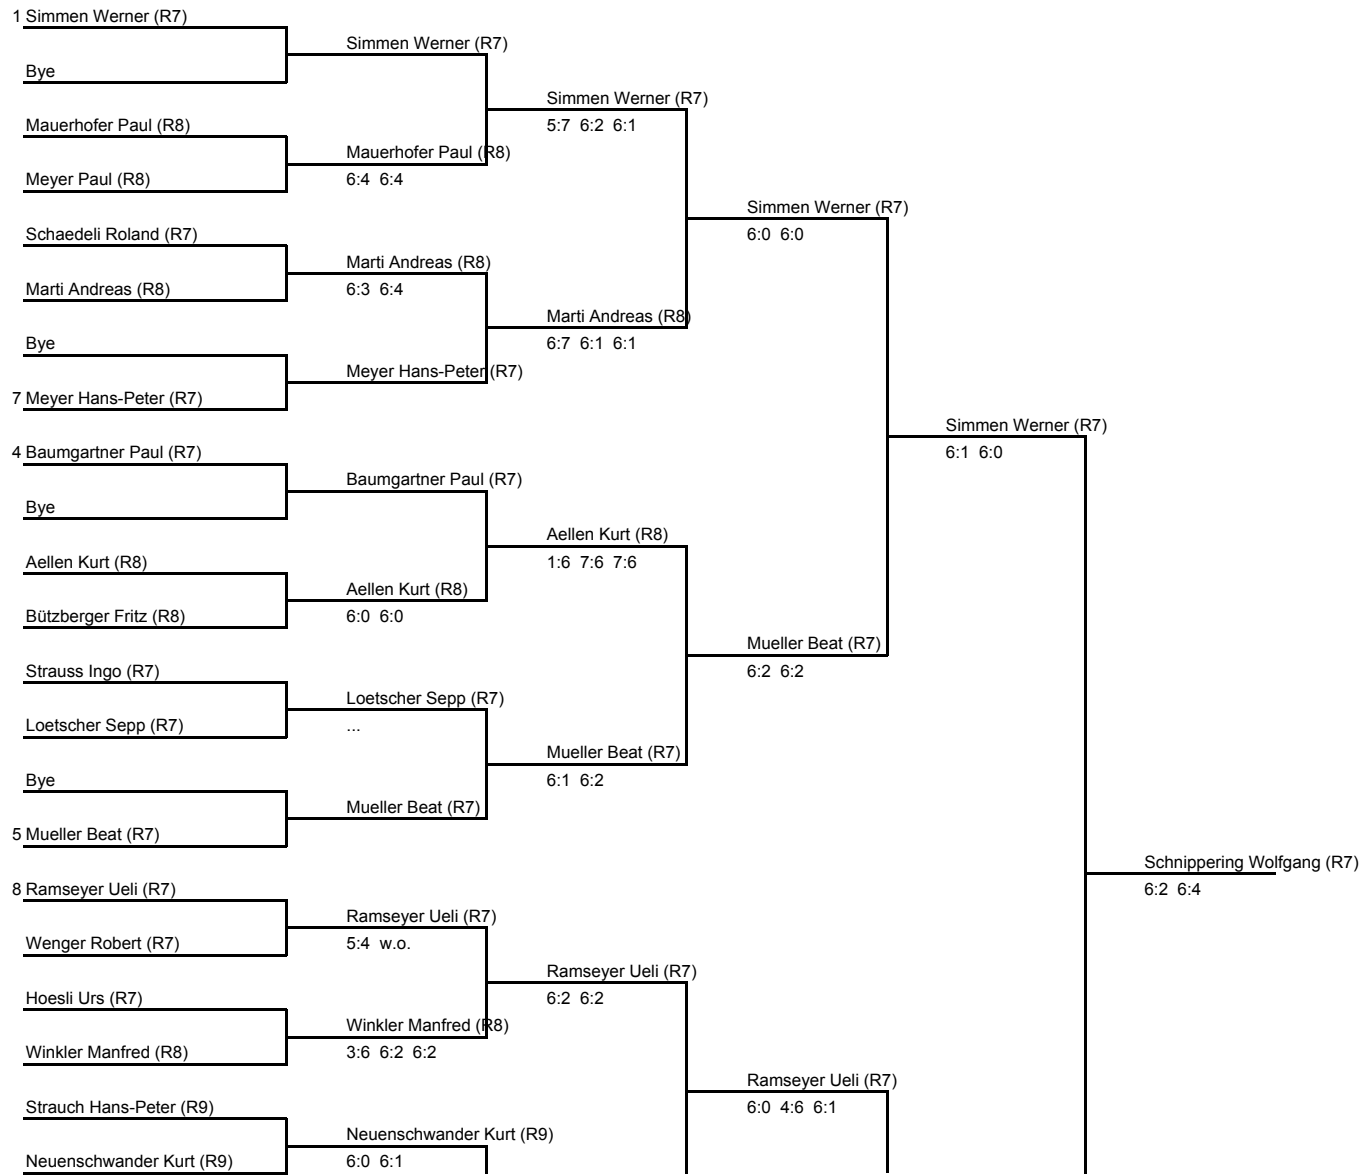 1 Simmen Werner (R7)
Simmen Werner (R7)
Bye
Simmen Werner (R7)
5:7 6:2 6:1
Mauerhofer Paul (R8)
Mauerhofer Paul (R8)
6:4 6:4
Meyer Paul (R8)
Simmen Werner (R7)
6:0 6:0
Schaedeli Roland (R7)
Marti Andreas (R8)
6:3 6:4
Marti Andreas (R8)
Marti Andreas (R8)
6:7 6:1 6:1
Bye
Meyer Hans-Peter (R7)
7 Meyer Hans-Peter (R7)
Simmen Werner (R7)
6:1 6:0
4 Baumgartner Paul (R7)
Baumgartner Paul (R7)
Bye
Aellen Kurt (R8)
1:6 7:6 7:6
Aellen Kurt (R8)
Aellen Kurt (R8)
6:0 6:0
Bützberger Fritz (R8)
Mueller Beat (R7)
6:2 6:2
Strauss Ingo (R7)
Loetscher Sepp (R7)
...
Loetscher Sepp (R7)
Mueller Beat (R7)
6:1 6:2
Bye
Mueller Beat (R7)
5 Mueller Beat (R7)
Schnippering Wolfgang (R7)
6:2 6:4
8 Ramseyer Ueli (R7)
Ramseyer Ueli (R7)
5:4 w.o.
Wenger Robert (R7)
Ramseyer Ueli (R7)
6:2 6:2
Hoesli Urs (R7)
Winkler Manfred (R8)
3:6 6:2 6:2
Winkler Manfred (R8)
Ramseyer Ueli (R7)
6:0 4:6 6:1
Strauch Hans-Peter (R9)
Neuenschwander Kurt (R9)
6:0 6:1
Neuenschwander Kurt (R9)